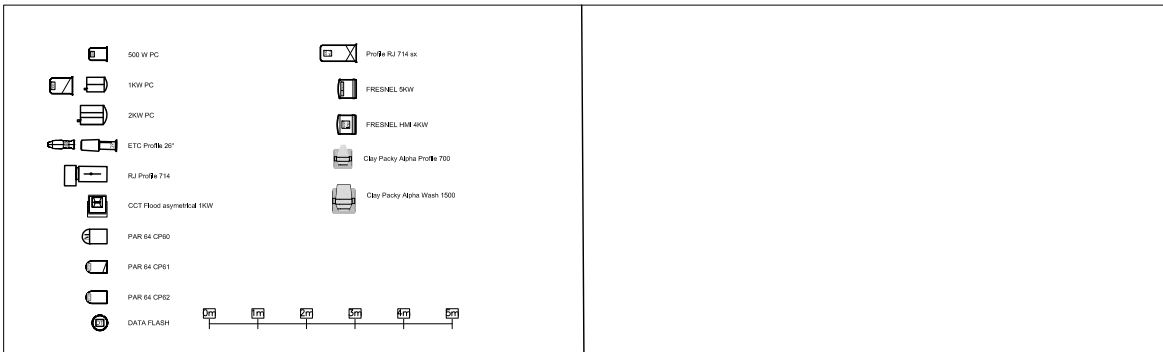 500 W PC
1KW PC
2KW PC
ETC Profile 26°
RJ Profile 714
CCT Flood asymetrical 1KW
PAR 64 CP60
PAR 64 CP61
PAR 64 CP62
DATA FLASH
Profile RJ 714 sx
FRESNEL 5KW
FRESNEL HMI 4KW
Clay Packy Alpha Profile 700
Clay Packy Alpha Wash 1500
0m 1m 2m 3m 4m 5m